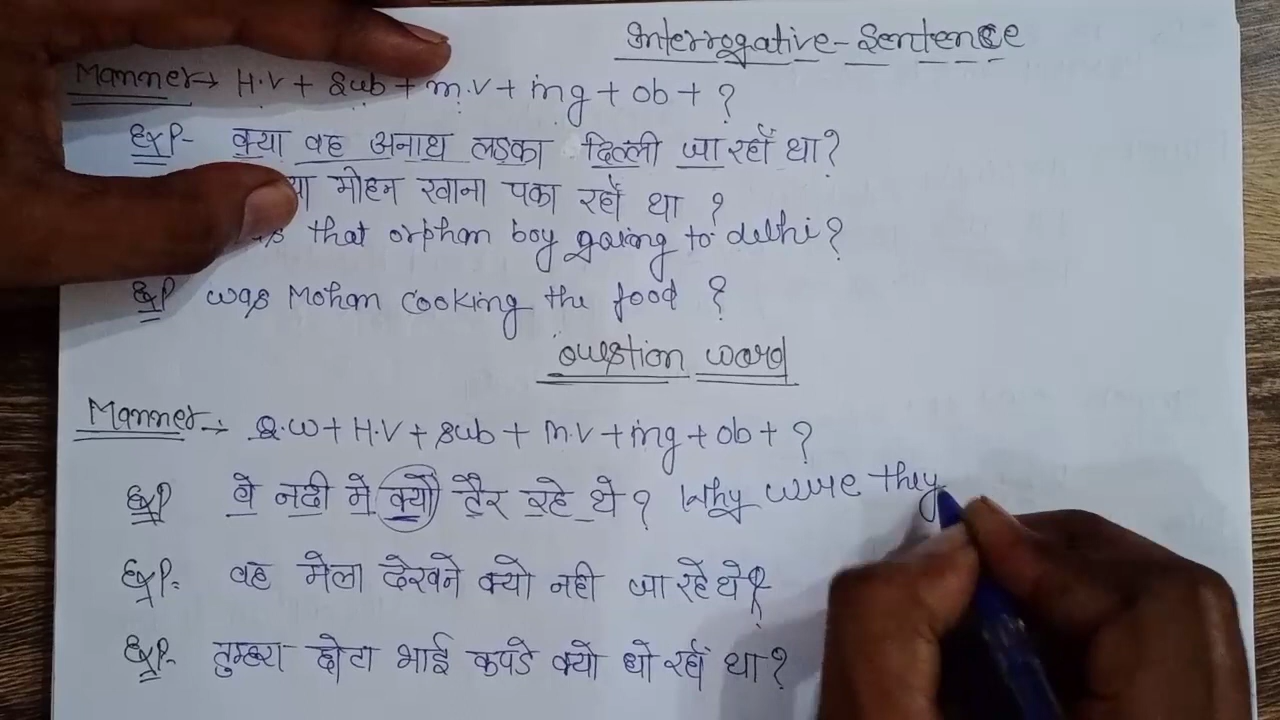 Interrogative-Sentence
Manner→ H.V + Sub + m.V + ing + ob + ?
Exp- क्या वह अनाथ लड़का दिल्ली जा रहाँ था?
मोहन खाना पका रहाँ था ?
that orphan boy going to delhi?
Exp was Mohan cooking the food ?
Question word
Manner→ Q.W + H.V + Sub + m.V + ing + ob + ?
Exp वे नदी मे क्यों तैर रहे थे? Why were they
Exp= वह मेला देखने क्यो नही जा रहे थे?
Exp- तुम्हारा छोटा भाई कपडे क्यो धो रहाँ था?